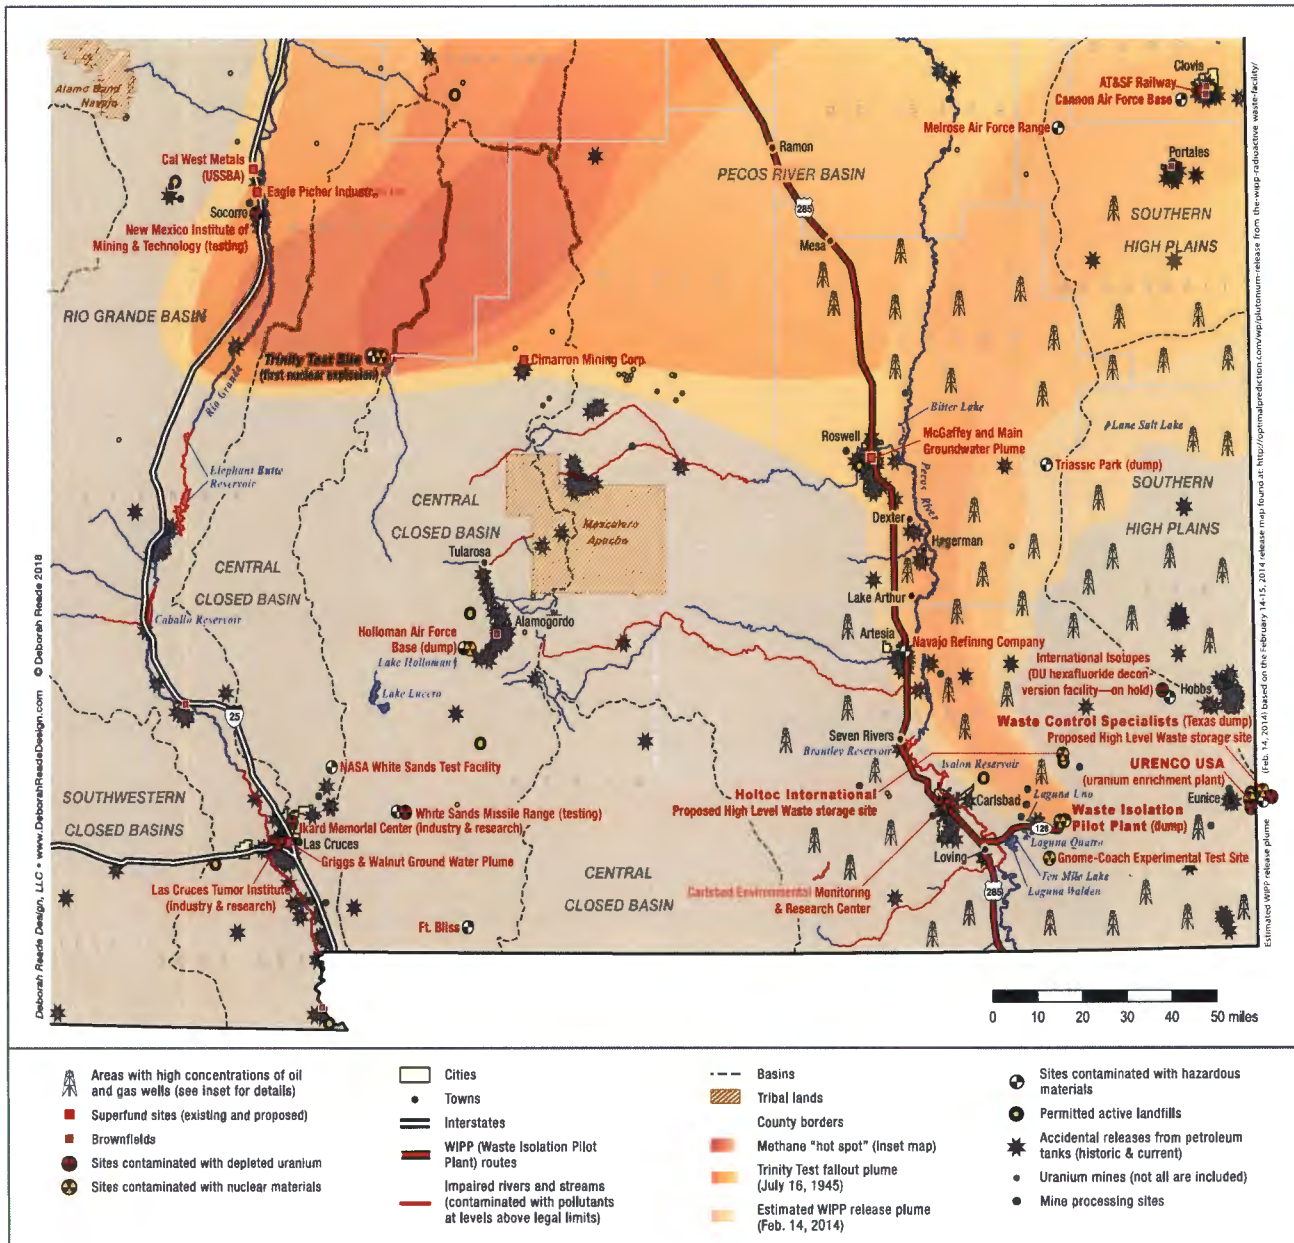 Alamo Band
Navajo
Cal West Metals
(USSBA)
Eagle Picher Industr.
Socorro
New Mexico Institute of
Mining & Technology (testing)
RIO GRANDE BASIN
Rio Grande
Trinity Test Site
(first nuclear explosion)
Cimarron Mining Corp.
Ramon
PECOS RIVER BASIN
285
Mesa
Clovis
AT&SF Railway
Cannon Air Force Base
Melrose Air Force Range
Portales
SOUTHERN
HIGH PLAINS
Bitter Lake
Lane Salt Lake
Roswell
McGaffey and Main
Groundwater Plume
Pecos River
Triassic Park (dump)
SOUTHERN
HIGH PLAINS
Elephant Butte
Reservoir
CENTRAL
CLOSED BASIN
Mescalero
Apache
Dexter
Hagerman
Tularosa
CENTRAL
CLOSED BASIN
Lake Arthur
Caballo Reservoir
Alamogordo
Holloman Air Force
Base (dump)
Lake Holloman
Lake Lucero
Artesia
Navajo Refining Company
International Isotopes
(DU hexafluoride decon
version facility—on hold)
Hobbs
25
Waste Control Specialists (Texas dump)
Proposed High Level Waste storage site
Seven Rivers
Brantley Reservoir
Avalon Reservoir
NASA White Sands Test Facility
URENCO USA
(uranium enrichment plant)
Eunice
SOUTHWESTERN
CLOSED BASINS
Holtec International
Proposed High Level Waste storage site
Carlsbad
Laguna Uno
White Sands Missile Range (testing)
Ikard Memorial Center (industry & research)
Waste Isolation
Pilot Plant (dump)
128
Las Cruces
Laguna Quatro
Griggs & Walnut Ground Water Plume
Loving
Gnome-Coach Experimental Test Site
Ten Mile Lake
Laguna Walden
Las Cruces Tumor Institute
(industry & research)
CENTRAL
CLOSED BASIN
Carlsbad Environmental Monitoring
& Research Center
285
Ft. Bliss
0 10 20 30 40 50 miles
Deborah Reade Design, LLC • www.DeborahReadeDesign.com © Deborah Reade 2018
Estimated WIPP release plume (Feb. 14, 2014) based on the February 14-15, 2014 release map found at: http://optimalprediction.com/wp/plutonium-release-from-the-wipp-radioactive-waste-facility/
Areas with high concentrations of oil
and gas wells (see inset for details)
Superfund sites (existing and proposed)
Brownfields
Sites contaminated with depleted uranium
Sites contaminated with nuclear materials
Cities
Towns
Interstates
WIPP (Waste Isolation Pilot
Plant) routes
Impaired rivers and streams
(contaminated with pollutants
at levels above legal limits)
Basins
Tribal lands
County borders
Methane "hot spot" (inset map)
Trinity Test fallout plume
(July 16, 1945)
Estimated WIPP release plume
(Feb. 14, 2014)
Sites contaminated with hazardous
materials
Permitted active landfills
Accidental releases from petroleum
tanks (historic & current)
Uranium mines (not all are included)
Mine processing sites